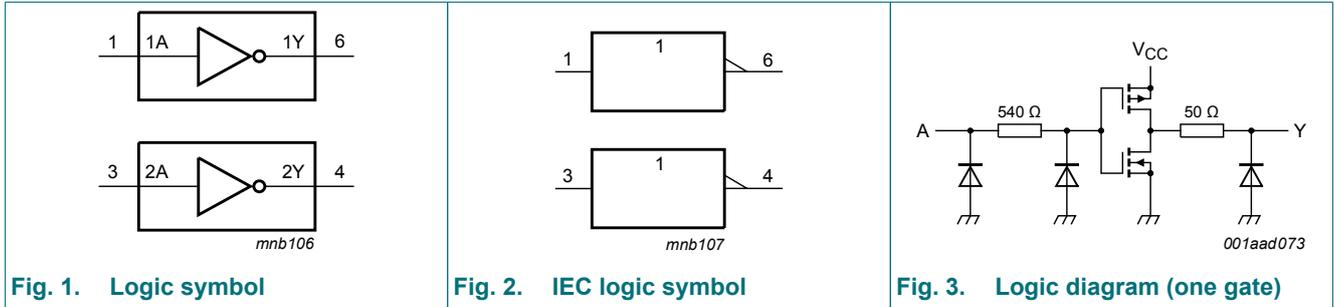 1 1A 1Y 6
3 2A 2Y 4
mnb106
Fig. 1. Logic symbol
1 1 6
3 1 4
mnb107
Fig. 2. IEC logic symbol
VCC
540 Ω 50 Ω
A Y
001aad073
Fig. 3. Logic diagram (one gate)